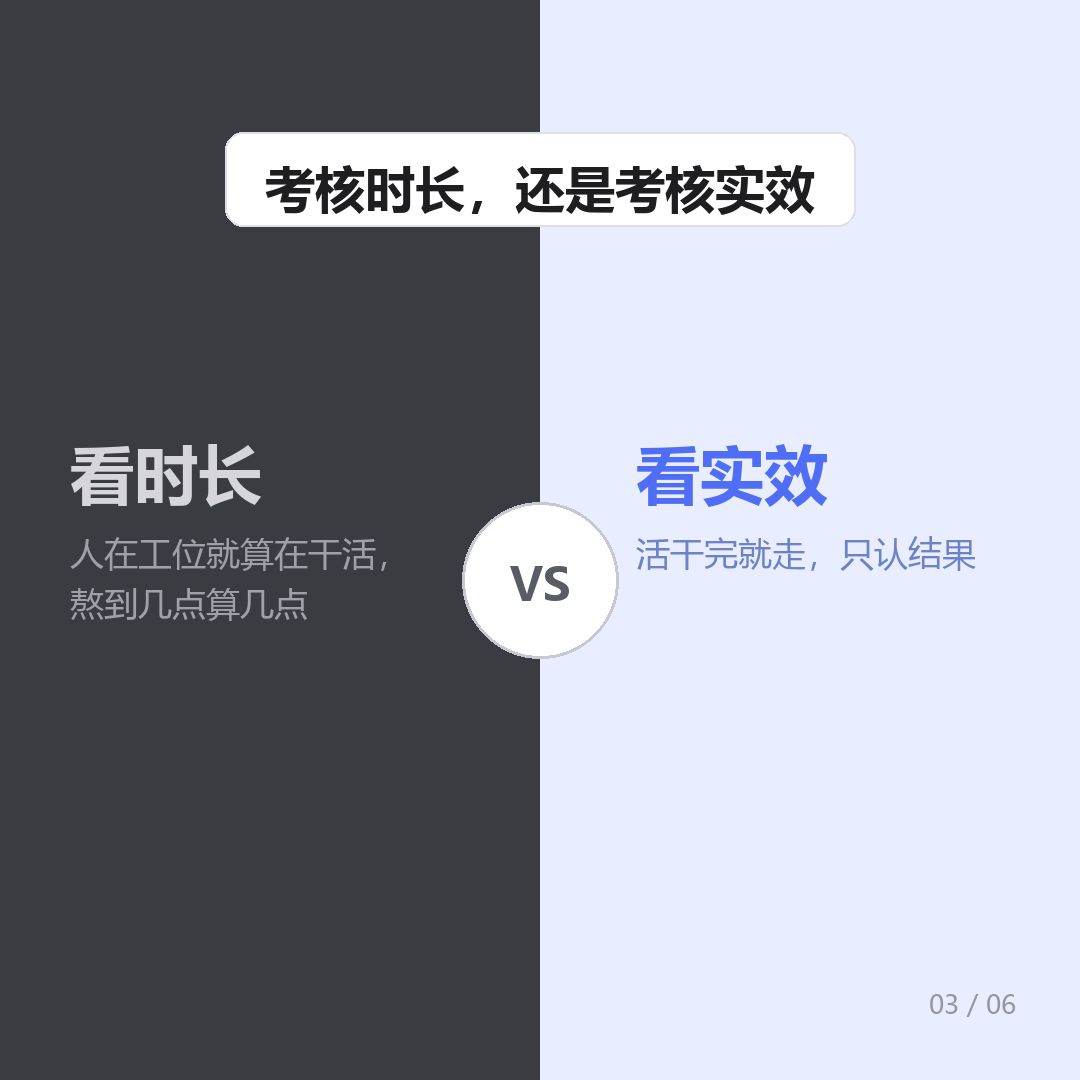 考核时长，还是考核实效
看时长
人在工位就算在干活，
熬到几点算几点
VS
看实效
活干完就走，只认结果
03 / 06